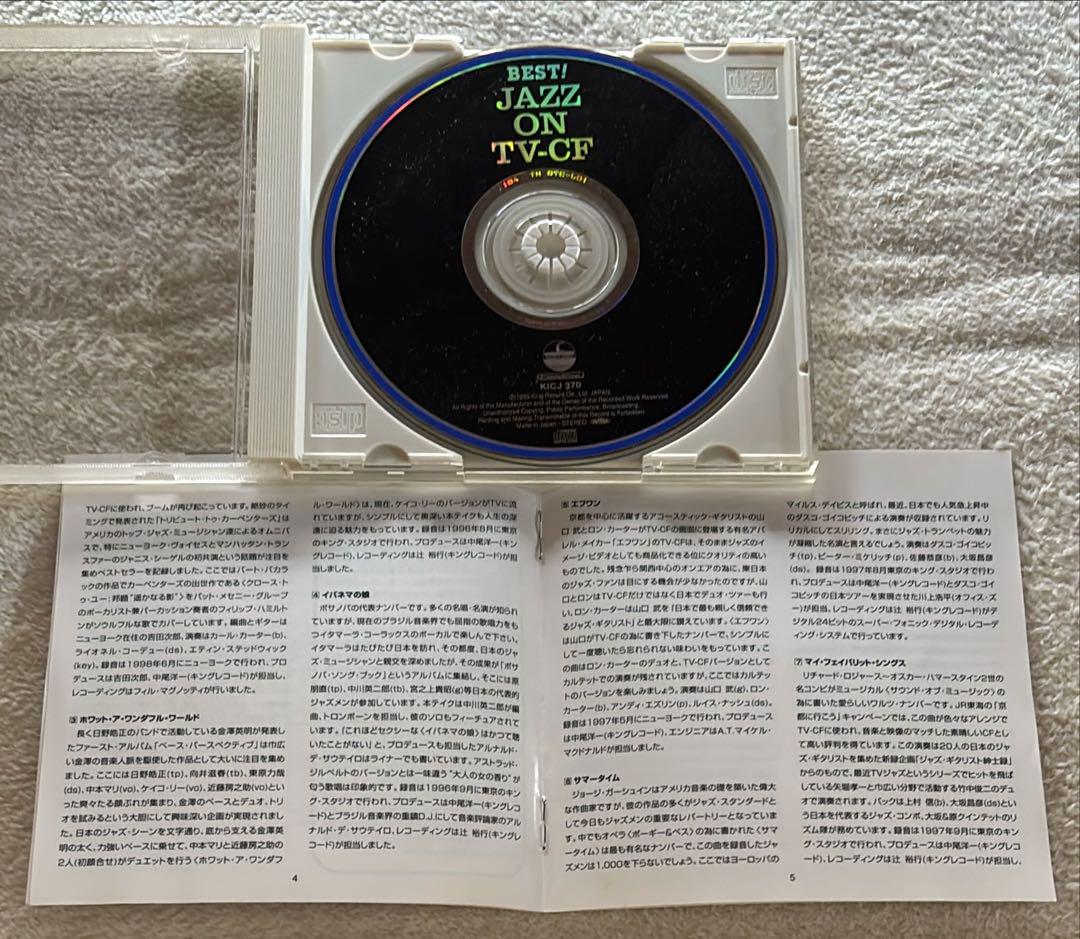 BEST!
JAZZ
ON
TV-CF
KICJ 370
Ⓟ1999 King Record Co., Ltd. JAPAN.
All Rights of the Manufacturer and of the Owner of the Recorded Work Reserved.
Unauthorized Copying, Public Performance, Broadcasting,
Renting and Making Transmittable of this Record is Forbidden.
Made in Japan・STEREO
TV-CFに使われ、ブームが再び起こっています。絶妙のタイ
ミングで発表された「トリビュート・トゥ・カーペンターズ」は
アメリカのトップ・ジャズ・ミュージシャン達によるオムニバ
スで、特にニューヨーク・ヴォイセスとマンハッタン・トラン
スファーのジャニス・シーゲルの初共演という話題が注目を
集めベストセラーを記録しました。ここではバート・バカラ
ックの作品でカーペンターズの出世作である〈クロース・ト
ゥ・ユー:邦題“遥かなる影”〉をパット・メセニー・グループ
のボーカリスト兼パーカッション奏者のフィリップ・ハミルト
ンがソウルフルな歌でカバーしています。編曲とギターは
ニューヨーク在住の吉田次郎、演奏はカール・カーター(b)、
ライオネル・コーデュー(ds)、エティン・ステッドウィック
(key)。録音は1998年6月にニューヨークで行われ、プロ
デュースは吉田次郎、中尾洋一(キングレコード)が担当し、
レコーディングはフィル・マグノッティが行いました。
3 ホワット・ア・ワンダフル・ワールド
長く日野皓正のバンドで活動している金澤英明が発表し
たファースト・アルバム「ベース・パースペクティブ」は巾広
い金澤の音楽人脈を駆使した作品として大いに注目を集め
ました。ここには日野皓正(tp)、向井滋春(tb)、東原力哉
(ds)、中本マリ(vo)、ケイコ・リー(vo)、近藤房之助(vo)と
いった爽々たる顔ぶれが集まり、金澤のベースとデュオ、トリ
オを試みるという大胆にして興味深い企画が実現されまし
た。日本のジャズ・シーンを文字通り、底から支える金澤英
明の太く、力強いベースに乗せて、中本マリと近藤房之助の
2人(初顔合せ)がデュエットを行う〈ホワット・ア・ワンダフ
ル・ワールド〉は、現在、ケイコ・リーのバージョンがTVに流
れていますが、シンプルにして奥深い本テイクも人生の深
遠に迫る魅力をもっています。録音は1996年8月に東京
のキング・スタジオで行われ、プロデュースは中尾洋一(キン
グレコード)、レコーディングは辻 裕行(キングレコード)が担
当しました。
4 イパネマの娘
ボサノバの代表ナンバーです。多くの名唱・名演が知られ
ていますが、現在のブラジル音楽界でも屈指の歌唱力をも
つイタマーラ・コーラックスのボーカルで楽しんで下さい。
イタマーラはたびたび日本を訪れ、その都度、日本のジャ
ズ・ミュージシャンと親交を深めましたが、その成果が「ボサ
ノバ・ソング・ブック」というアルバムに集結し、そこには原
朋直(tp)、中川英二郎(tb)、宮之上貴昭(g)等日本の代表的
ジャズメンが参加しています。本テイクは中川英二郎が編
曲、トロンボーンを担当し、彼のソロもフィーチュアされて
います。「これほどセクシーなくイパネマの娘〉はかつて聴
いたことがない」と、プロデュースも担当したアルナルド・
デ・サウテイロはライナーでも書いています。アストラッド・
ジルベルトのバージョンとは一味違う“大人の女の香り”が
匂う歌唱は印象的です。録音は1996年9月に東京のキン
グ・スタジオで行われ、プロデュースは中尾洋一(キングレコ
ード)とブラジル音楽界の重鎮D.J.にして音楽評論家のアル
ナルド・デ・サウテイロ、レコーディングは辻 裕行(キングレ
コード)が担当しました。
4
5 エフワン
京都を中心に活躍するアコースティック・ギタリストの山
口 武とロン・カーターがTV-CFの画面に登場する有名アパ
レル・メイカー「エフワン」のTV-CFは、そのままジャズのイメ
ージ・ビデオとしても商品化できる位にクオリティの高い
ものでした。残念乍ら関西中心のオンエアの為に、東日本
のジャズ・ファンは目にする機会が少なかったのですが、山
口とロンはTV-CFだけではなく日本でデュオ・ツァーも行
い、ロン・カーターは山口 武を「日本で最も親しく信頼でき
るジャズ・ギタリスト」と最大限に讃えています。〈エフワン〉
は山口がTV-CFの為に書き下したナンバーで、シンプルに
して一度聴いたら忘れられない味わいをもっています。こ
の曲はロン・カーターのデュオと、TV-CFバージョンとして
カルテットでの演奏が残されていますが、ここではカルテッ
トのバージョンを楽しみましょう。演奏は山口 武(g)、ロン・
カーター(b)、アンディ・エズリン(p)、ルイス・ナッシュ(ds)。
録音は1997年5月にニューヨークで行われ、プロデュース
は中尾洋一(キングレコード)、エンジニアはA.T.マイケル・
マクドナルドが担当しました。
6 サマータイム
ジョージ・ガーシュインはアメリカ音楽の礎を築いた偉大
な作曲家ですが、彼の作品の多くがジャズ・スタンダードと
して今日もジャズメンの重要なレパートリーとなっていま
す。中でもオペラ〈ポーギー&ベス〉の為に書かれた〈サマ
ータイム〉は最も有名なナンバーで、この曲を録音したジャ
ズメンは1,000を下らないでしょう。ここではヨーロッパの
マイルス・デイビスと呼ばれ、最近、日本でも人気急上昇中
のダスコ・ゴイコビッチによる演奏が収録されています。リ
リカルにしてスリリング。まさにジャズ・トランペットの魅力
が凝縮した名演と言えるでしょう。演奏はダスコ・ゴイコビッ
チ(tp)、ピーター・ミクリッチ(p)、佐藤恭彦(b)、大坂昌彦
(ds)。録音は1997年8月東京キング・スタジオで行わ
れ、プロデュースは中尾洋一(キングレコード)とダスコ・ゴイ
コビッチの日本ツアーを実現させた川上浩平(オフィス・ズ
ー)が担当、レコーディングは辻 裕行(キングレコード)がデ
ジタル24ビットのスーパー・フォニック・デジタル・レコーデ
ィング・システムで行っています。
7 マイ・フェイバリット・シングス
リチャード・ロジャース〜オスカー・ハマースタイン2世の
名コンビがミュージカル〈サウンド・オブ・ミュージック〉の
為に書いた愛らしいワルツ・ナンバーです。JR東海の「京
都に行こう」キャンペーンでは、この曲が色々なアレンジで
TV-CFに使われ、音楽と映像のマッチした素晴しいCFとし
て高い評判を得ています。この演奏は20人の日本のジャ
ズ・ギタリストを集めた新録企画「ジャズ・ギタリスト紳士録」
からのもので、最近TVジャズというシリーズでヒットを飛ば
している矢堀孝一と巾広い分野で活動する竹中俊二のデュ
オで演奏されます。バックは上村 信(b)、大坂昌彦(ds)とい
う日本を代表するジャズ・コンボ、大坂&原クインテットのリ
ズム隊が務めています。録音は1997年9月に東京のキン
グ・スタジオで行われ、プロデュースは中尾洋一(キングレコ
ード)、レコーディングは辻 裕行(キングレコード)が担当し、
5